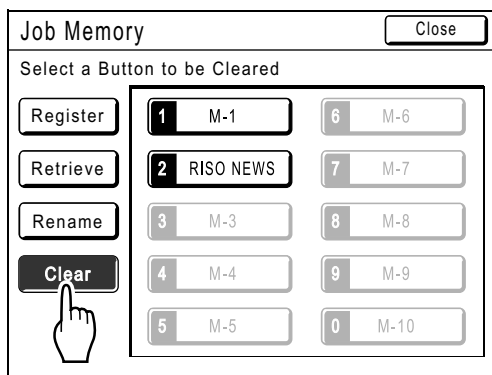 Job Memory
Close
Select a Button to be Cleared
Register
Retrieve
Rename
Clear
1 M-1
2 RISO NEWS
3 M-3
4 M-4
5 M-5
6 M-6
7 M-7
8 M-8
9 M-9
0 M-10